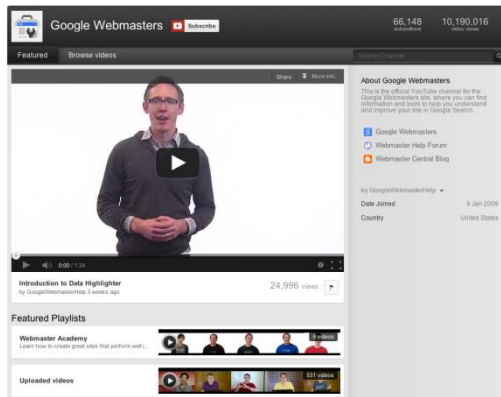 Google Webmasters
Subscribe
66,148
subscribers
10,190,016
video views
Featured
Browse videos
Search Channel
Share
More info
0:00 / 1:34
Introduction to Data Highlighter
by GoogleWebmasterHelp 3 weeks ago
24,996 views
Featured Playlists
Webmaster Academy
Learn how to create great sites that perform well i...
9 videos
Uploaded videos
531 videos
About Google Webmasters
This is the official YouTube channel for the
Google Webmasters site, where you can find
information and tools to help you understand
and improve your site in Google Search.
Google Webmasters
Webmaster Help Forum
Webmaster Central Blog
by GoogleWebmasterHelp
Date Joined
9 Jan 2009
Country
United States